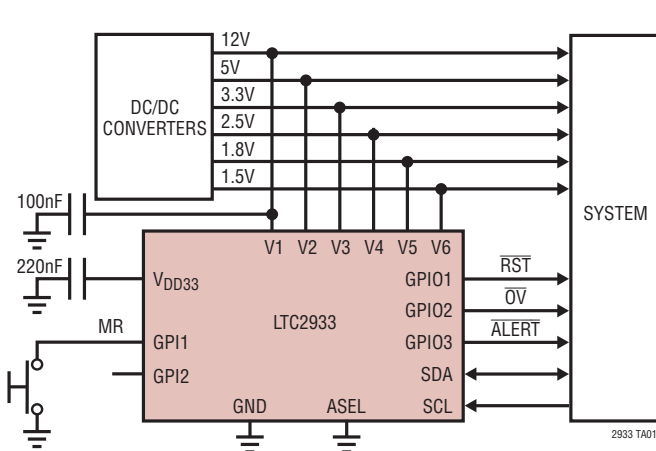 12V
5V
3.3V
2.5V
1.8V
1.5V
DC/DC
CONVERTERS
SYSTEM
100nF
220nF
V1 V2 V3 V4 V5 V6
VDD33
GPIO1
RST
GPIO2
OV
LTC2933
GPIO3
ALERT
MR
GPI1
GPI2
SDA
SCL
GND
ASEL
2933 TA01